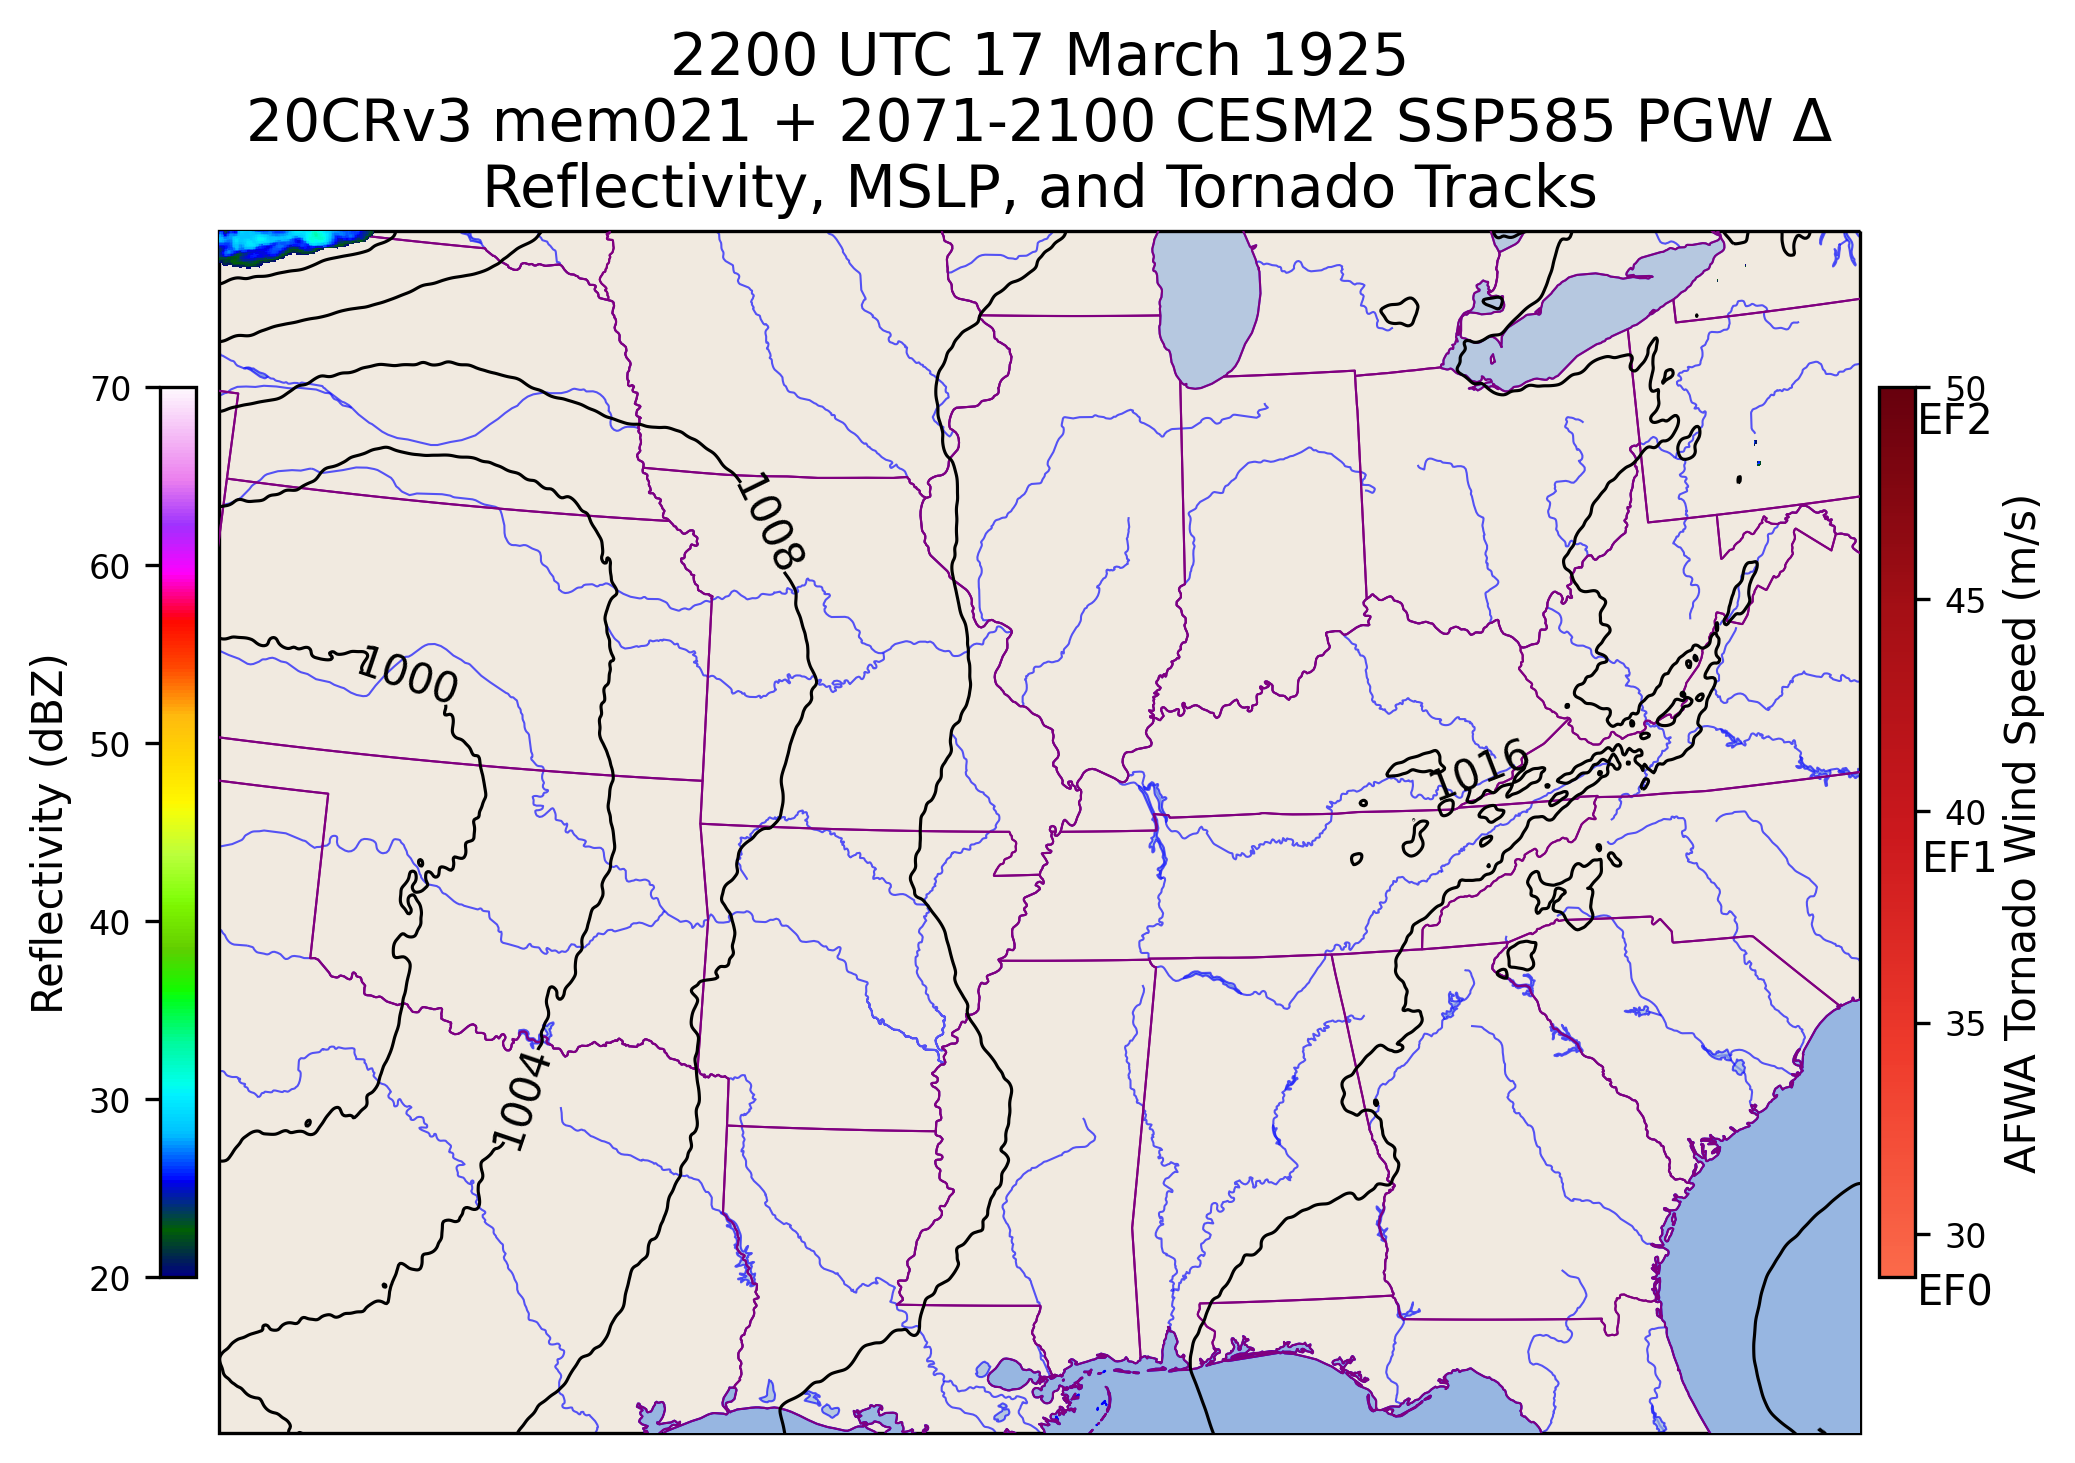 2200 UTC 17 March 1925
20CRv3 mem021 + 2071-2100 CESM2 SSP585 PGW Δ
Reflectivity, MSLP, and Tornado Tracks
70
60
50
40
30
20
Reflectivity (dBZ)
1008
1000
1016
1004
50
EF2
45
40
EF1
35
30
EF0
AFWA Tornado Wind Speed (m/s)